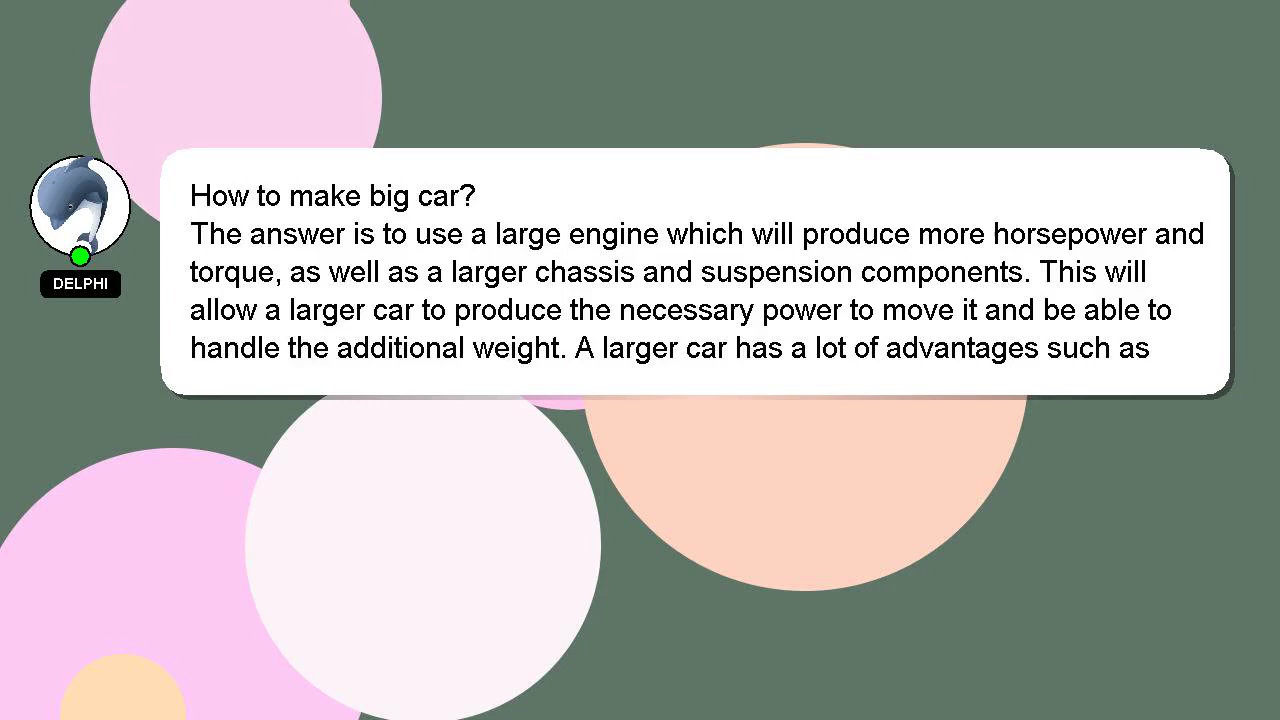 How to make big car?
The answer is to use a large engine which will produce more horsepower and
torque, as well as a larger chassis and suspension components. This will
allow a larger car to produce the necessary power to move it and be able to
handle the additional weight. A larger car has a lot of advantages such as
DELPHI